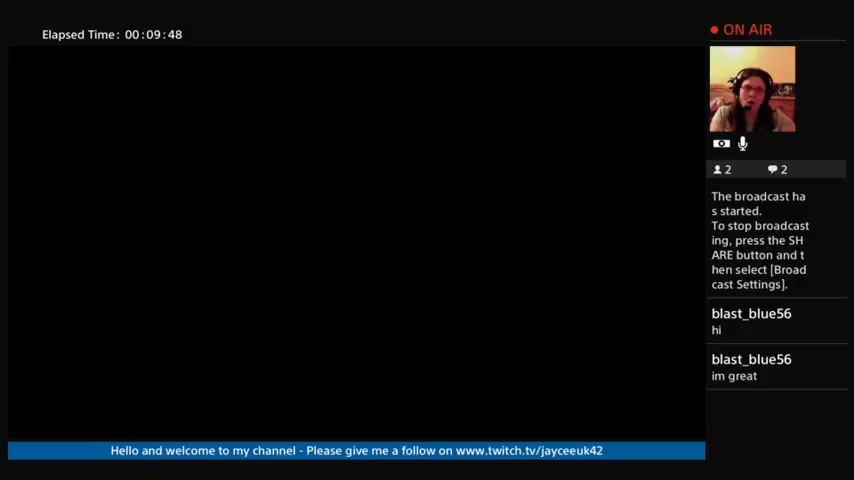 Elapsed Time: 00:09:48
ON AIR
2 2
The broadcast ha
s started.
To stop broadcast
ing, press the SH
ARE button and t
hen select [Broad
cast Settings].
blast_blue56
hi
blast_blue56
im great
Hello and welcome to my channel - Please give me a follow on www.twitch.tv/jayceeuk42